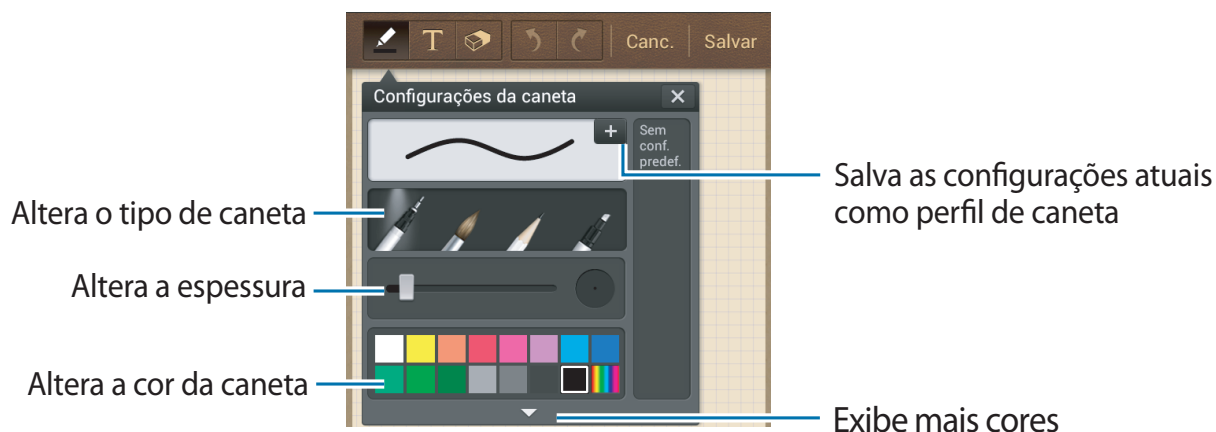 T Canc. Salvar
Configurações da caneta
Sem
conf.
predef.
Salva as configurações atuais
como perfil de caneta
Altera o tipo de caneta
Altera a espessura
Altera a cor da caneta
Exibe mais cores